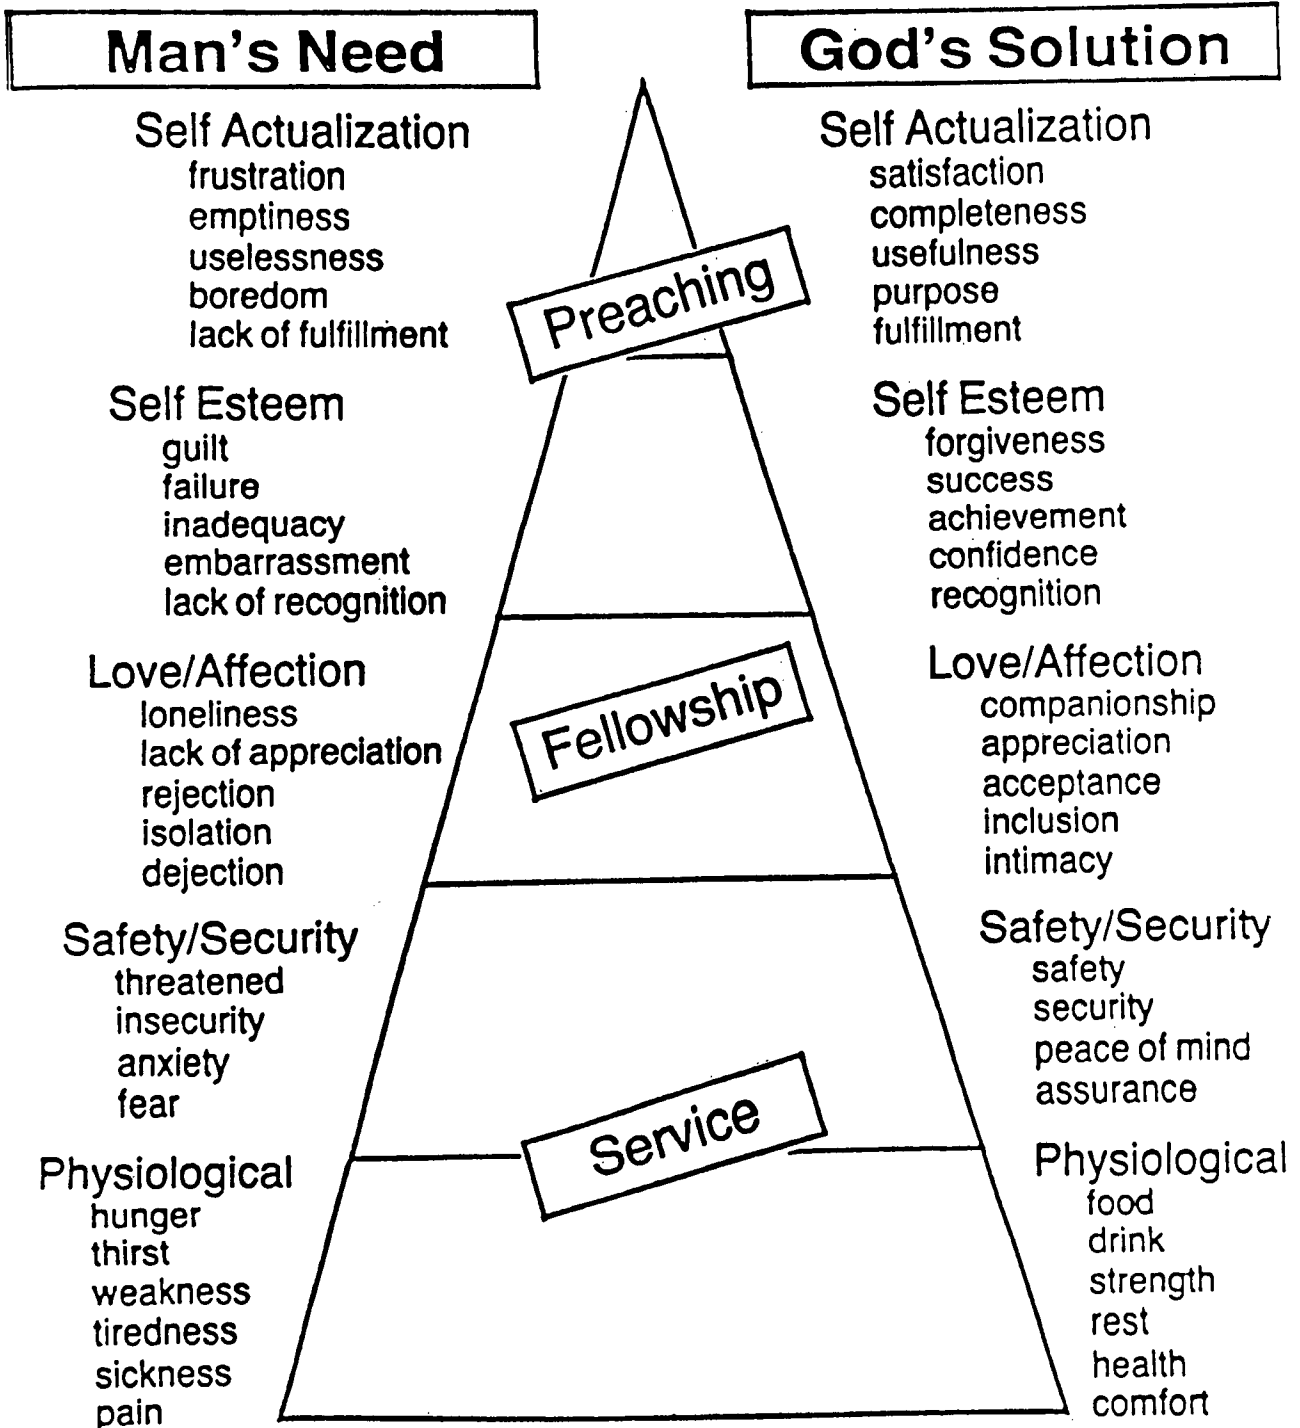 Man's Need
Self Actualization
frustration
emptiness
uselessness
boredom
lack of fulfillment
Self Esteem
guilt
failure
inadequacy
embarrassment
lack of recognition
Love/Affection
loneliness
lack of appreciation
rejection
isolation
dejection
Safety/Security
threatened
insecurity
anxiety
fear
Physiological
hunger
thirst
weakness
tiredness
sickness
pain
Preaching
Fellowship
Service
God's Solution
Self Actualization
satisfaction
completeness
usefulness
purpose
fulfillment
Self Esteem
forgiveness
success
achievement
confidence
recognition
Love/Affection
companionship
appreciation
acceptance
inclusion
intimacy
Safety/Security
safety
security
peace of mind
assurance
Physiological
food
drink
strength
rest
health
comfort